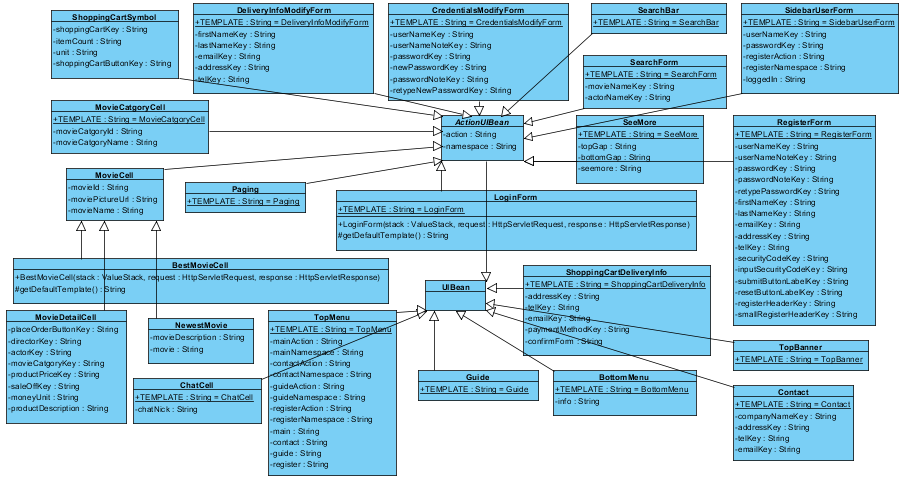 ShoppingCartSymbol
-shoppingCartKey : String
-itemCount : String
-unit : String
-shoppingCartButtonKey : String
DeliveryInfoModifyForm
+TEMPLATE : String = DeliveryInfoModifyForm
-firstNameKey : String
-lastNameKey : String
-emailKey : String
-addressKey : String
-telKey : String
CredentialsModifyForm
+TEMPLATE : String = CredentialsModifyForm
-userNameKey : String
-userNameNoteKey : String
-passwordKey : String
-newPasswordKey : String
-passwordNoteKey : String
-retypeNewPasswordKey : String
SearchBar
+TEMPLATE : String = SearchBar
SidebarUserForm
+TEMPLATE : String = SidebarUserForm
-userNameKey : String
-passwordKey : String
-registerAction : String
-registerNamespace : String
-loggedIn : String
SearchForm
+TEMPLATE : String = SearchForm
-movieNameKey : String
-actorNameKey : String
MovieCatgoryCell
+TEMPLATE : String = MovieCatgoryCell
-movieCatgoryId : String
-movieCatgoryName : String
ActionUIBean
-action : String
-namespace : String
SeeMore
+TEMPLATE : String = SeeMore
-topGap : String
-bottomGap : String
-seemore : String
RegisterForm
+TEMPLATE : String = RegisterForm
-userNameKey : String
-userNameNoteKey : String
-passwordKey : String
-passwordNoteKey : String
-retypePasswordKey : String
-firstNameKey : String
-lastNameKey : String
-emailKey : String
-addressKey : String
-telKey : String
-securityCodeKey : String
-inputSecurityCodeKey : String
-submitButtonLabelKey : String
-resetButtonLabelKey : String
-registerHeaderKey : String
-smallRegisterHeaderKey : String
MovieCell
-movieId : String
-moviePictureUrl : String
-movieName : String
Paging
+TEMPLATE : String = Paging
LoginForm
+TEMPLATE : String = LoginForm
+LoginForm(stack : ValueStack, request : HttpServletRequest, response : HttpServletResponse)
#getDefaultTemplate() : String
BestMovieCell
+BestMovieCell(stack : ValueStack, request : HttpServletRequest, response : HttpServletResponse)
#getDefaultTemplate() : String
UIBean
ShoppingCartDeliveryInfo
+TEMPLATE : String = ShoppingCartDeliveryInfo
-addressKey : String
-telKey : String
-emailKey : String
-paymentMethodKey : String
-confirmForm : String
MovieDetailCell
-placeOrderButtonKey : String
-directorKey : String
-actorKey : String
-movieCatgoryKey : String
-productPriceKey : String
-saleOffKey : String
-moneyUnit : String
-productDescription : String
NewestMovie
-movieDescription : String
-movie : String
TopMenu
+TEMPLATE : String = TopMenu
-mainAction : String
-mainNamespace : String
-contactAction : String
-contactNamespace : String
-guideAction : String
-guideNamespace : String
-registerAction : String
-registerNamespace : String
-main : String
-contact : String
-guide : String
-register : String
TopBanner
+TEMPLATE : String = TopBanner
ChatCell
+TEMPLATE : String = ChatCell
-chatNick : String
Guide
+TEMPLATE : String = Guide
BottomMenu
+TEMPLATE : String = BottomMenu
-info : String
Contact
+TEMPLATE : String = Contact
-companyNameKey : String
-addressKey : String
-telKey : String
-emailKey : String